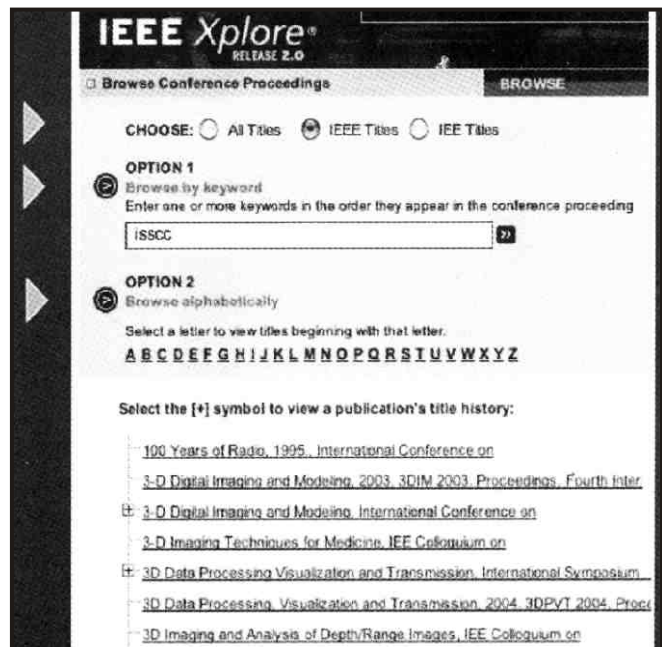 IEEE Xplore®
RELEASE 2.0
Browse Conference Proceedings
BROWSE
CHOOSE: All Titles IEEE Titles IEE Titles
OPTION 1
Browse by keyword
Enter one or more keywords in the order they appear in the conference proceeding
ISSCC
OPTION 2
Browse alphabetically
Select a letter to view titles beginning with that letter.
A B C D E F G H I J K L M N O P Q R S T U V W X Y Z
Select the [+] symbol to view a publication's title history:
100 Years of Radio, 1995., International Conference on
3-D Digital Imaging and Modeling, 2003. 3DIM 2003. Proceedings. Fourth Inter
3-D Digital Imaging and Modeling, International Conference on
3-D Imaging Techniques for Medicine, IEE Colloquium on
3D Data Processing Visualization and Transmission, International Symposium
3D Data Processing, Visualization and Transmission, 2004. 3DPVT 2004. Proce
3D Imaging and Analysis of Depth/Range Images, IEE Colloquium on